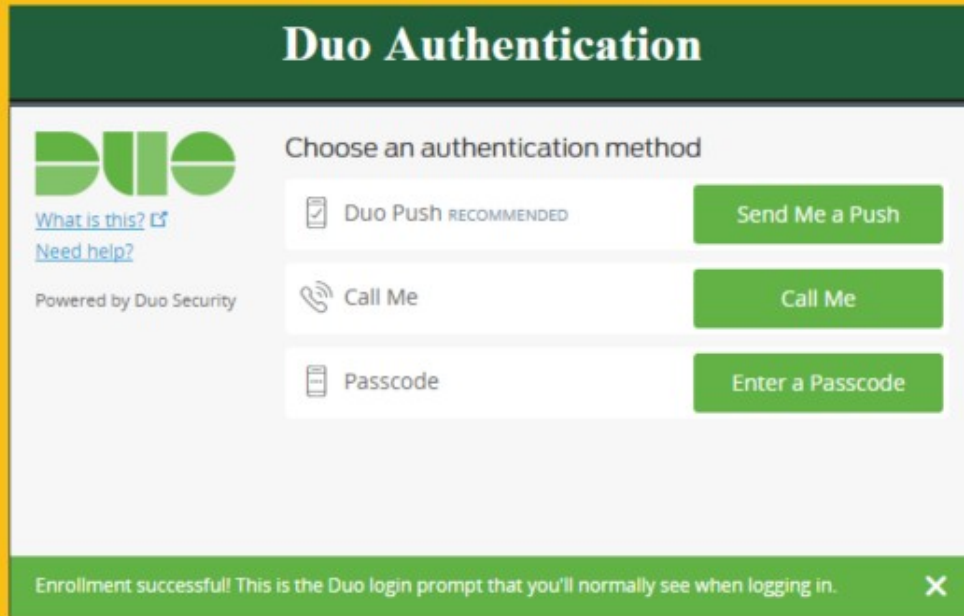 Duo Authentication
DUO
What is this?
Need help?
Powered by Duo Security
Choose an authentication method
Duo Push RECOMMENDED
Send Me a Push
Call Me
Call Me
Passcode
Enter a Passcode
Enrollment successful! This is the Duo login prompt that you'll normally see when logging in.